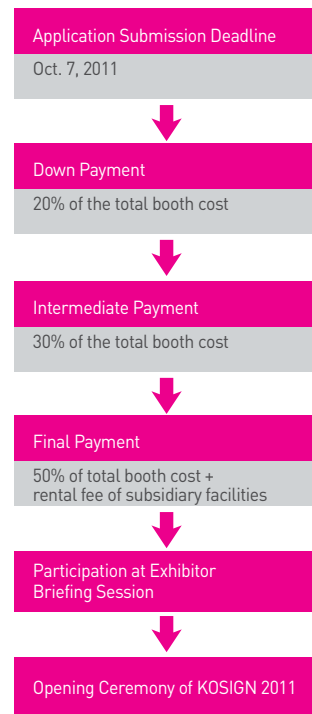 Application Submission Deadline
Oct. 7, 2011
Down Payment
20% of the total booth cost
Intermediate Payment
30% of the total booth cost
Final Payment
50% of total booth cost +
rental fee of subsidiary facilities
Participation at Exhibitor
Briefing Session
Opening Ceremony of KOSIGN 2011